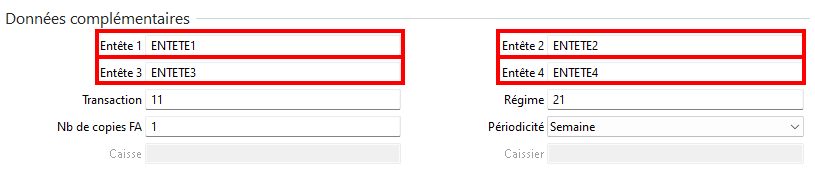 Données complémentaires
Entête 1 ENTETE1 Entête 2 ENTETE2
Entête 3 ENTETE3 Entête 4 ENTETE4
Transaction 11 Régime 21
Nb de copies FA 1 Périodicité Semaine
Caisse Caissier